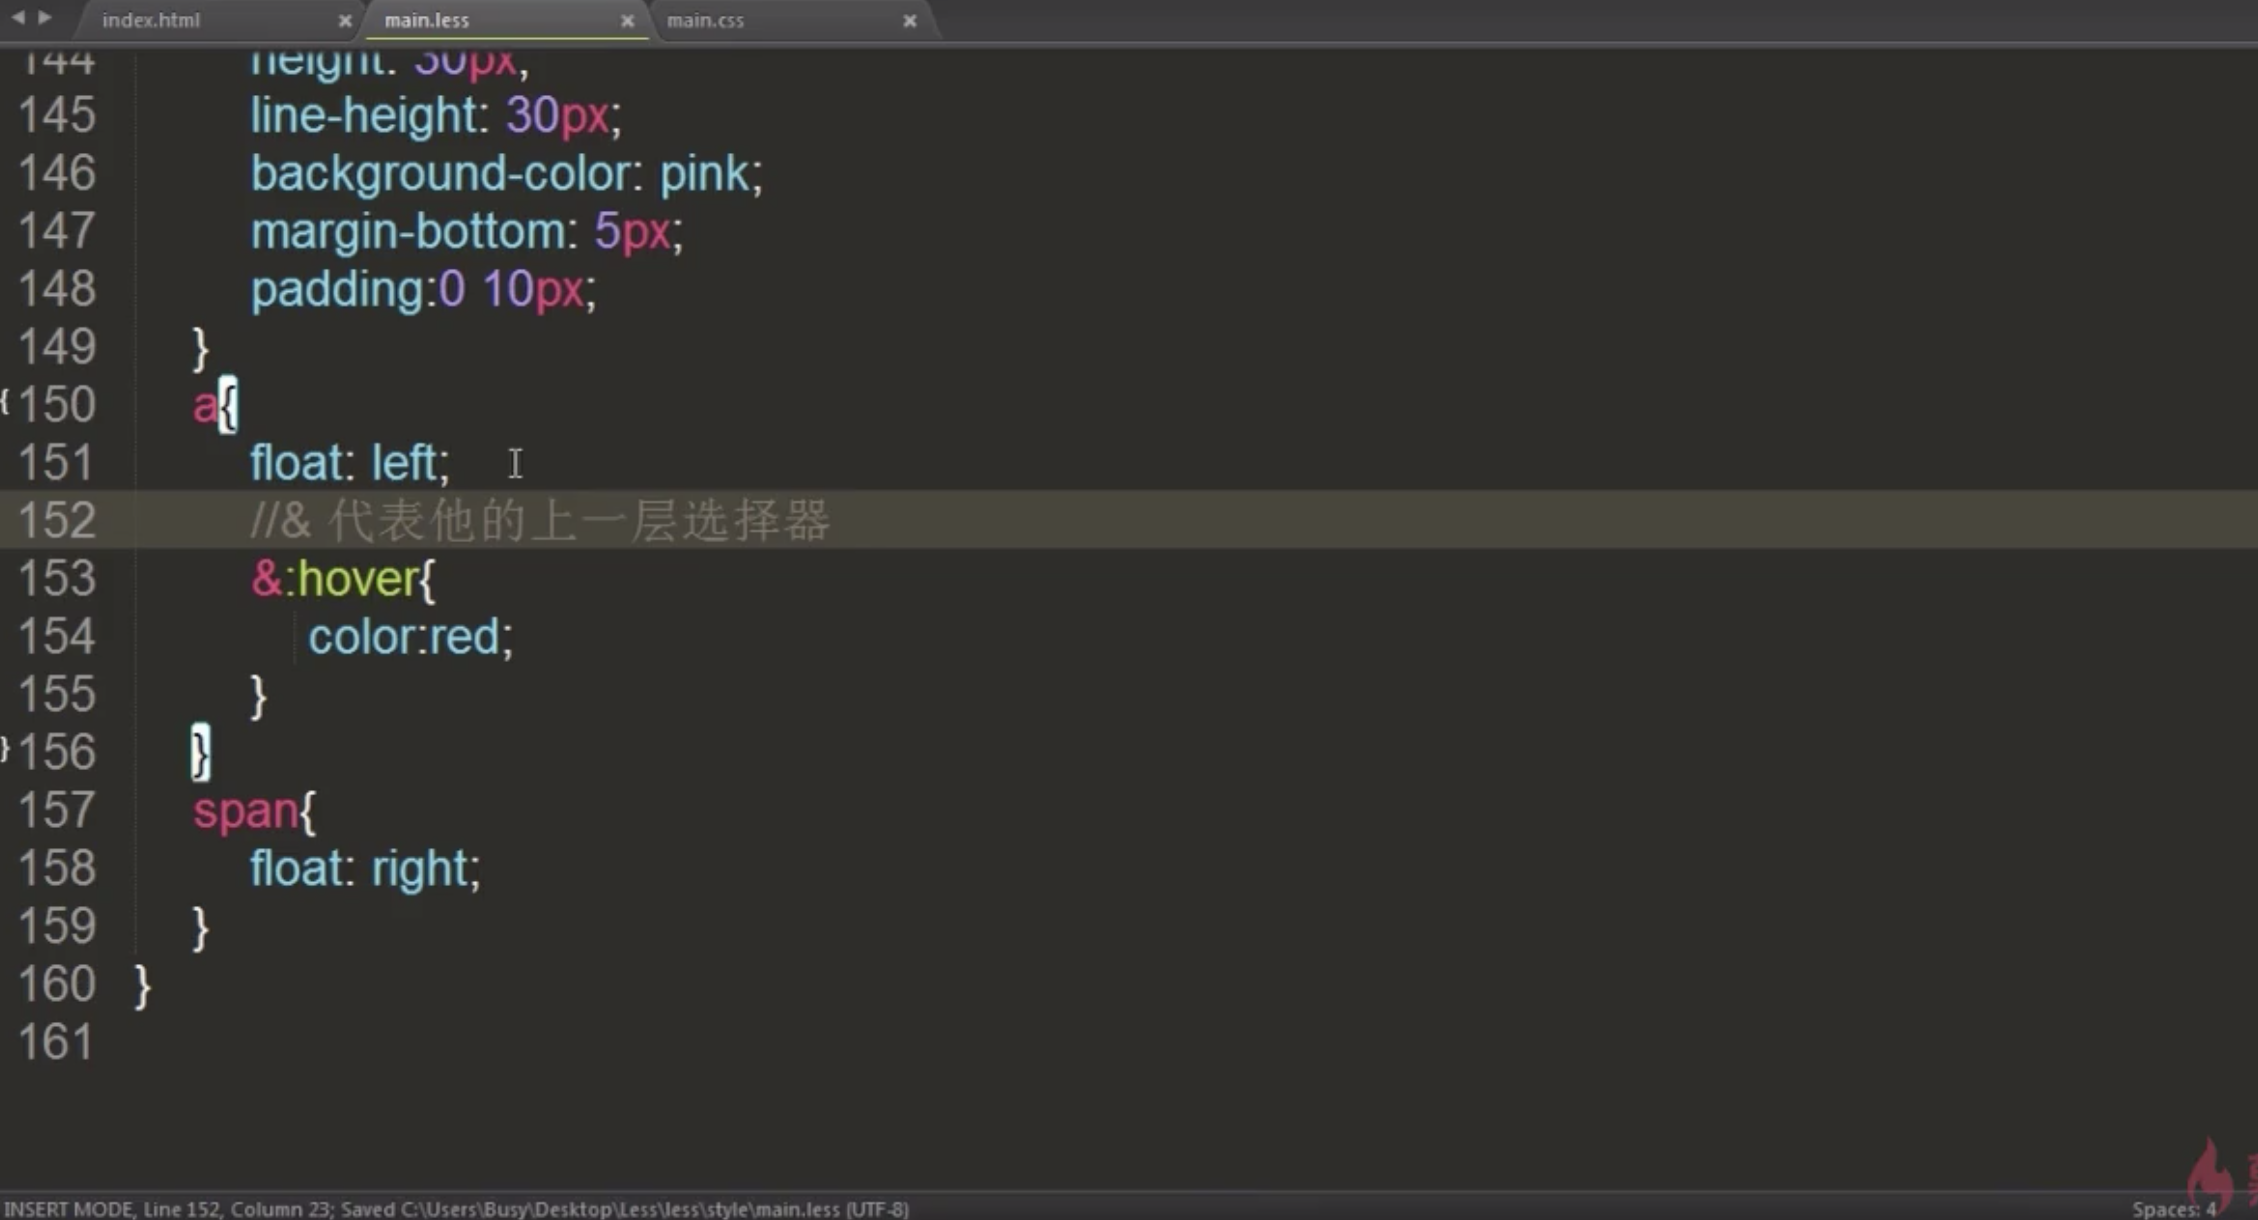 index.html × main.less × main.css ×
144 height: 30px;
145 line-height: 30px;
146 background-color: pink;
147 margin-bottom: 5px;
148 padding:0 10px;
149 }
{ 150 a{
151 float: left;
152 //& 代表他的上一层选择器
153 &:hover{
154 color:red;
155 }
} 156 }
157 span{
158 float: right;
159 }
160 }
161
INSERT MODE, Line 152, Column 23; Saved C:\Users\Busy\Desktop\Less\less\style\main.less (UTF-8) Spaces: 4